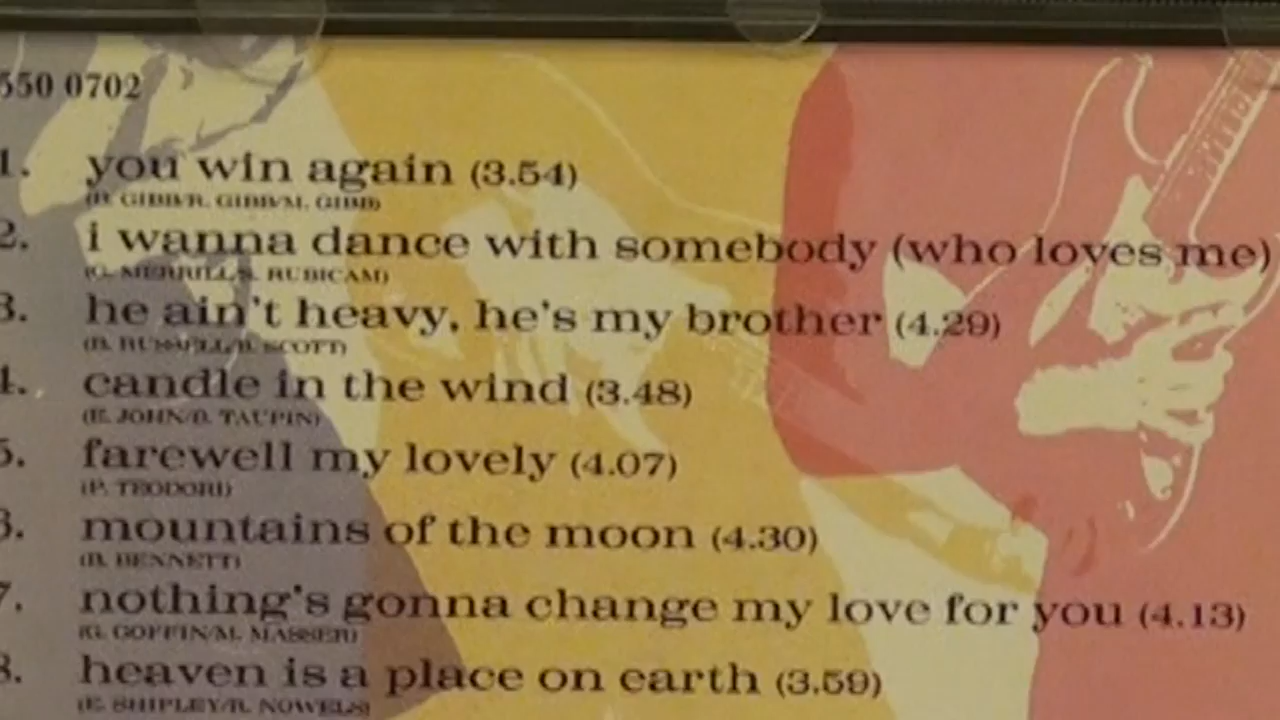 550 0702
1. you win again (3.54)
(B. GIBB/R. GIBB/M. GIBB)
2. i wanna dance with somebody (who loves me)
(G. MERRILL/S. RUBICAM)
3. he ain't heavy, he's my brother (4.29)
(B. RUSSELL/B. SCOTT)
4. candle in the wind (3.48)
(E. JOHN/B. TAUPIN)
5. farewell my lovely (4.07)
(P. TEODORI)
6. mountains of the moon (4.30)
(B. BENNETT)
7. nothing's gonna change my love for you (4.13)
(G. GOFFIN/M. MASSER)
8. heaven is a place on earth (3.59)
(E. SHIPLEY/R. NOWELS)